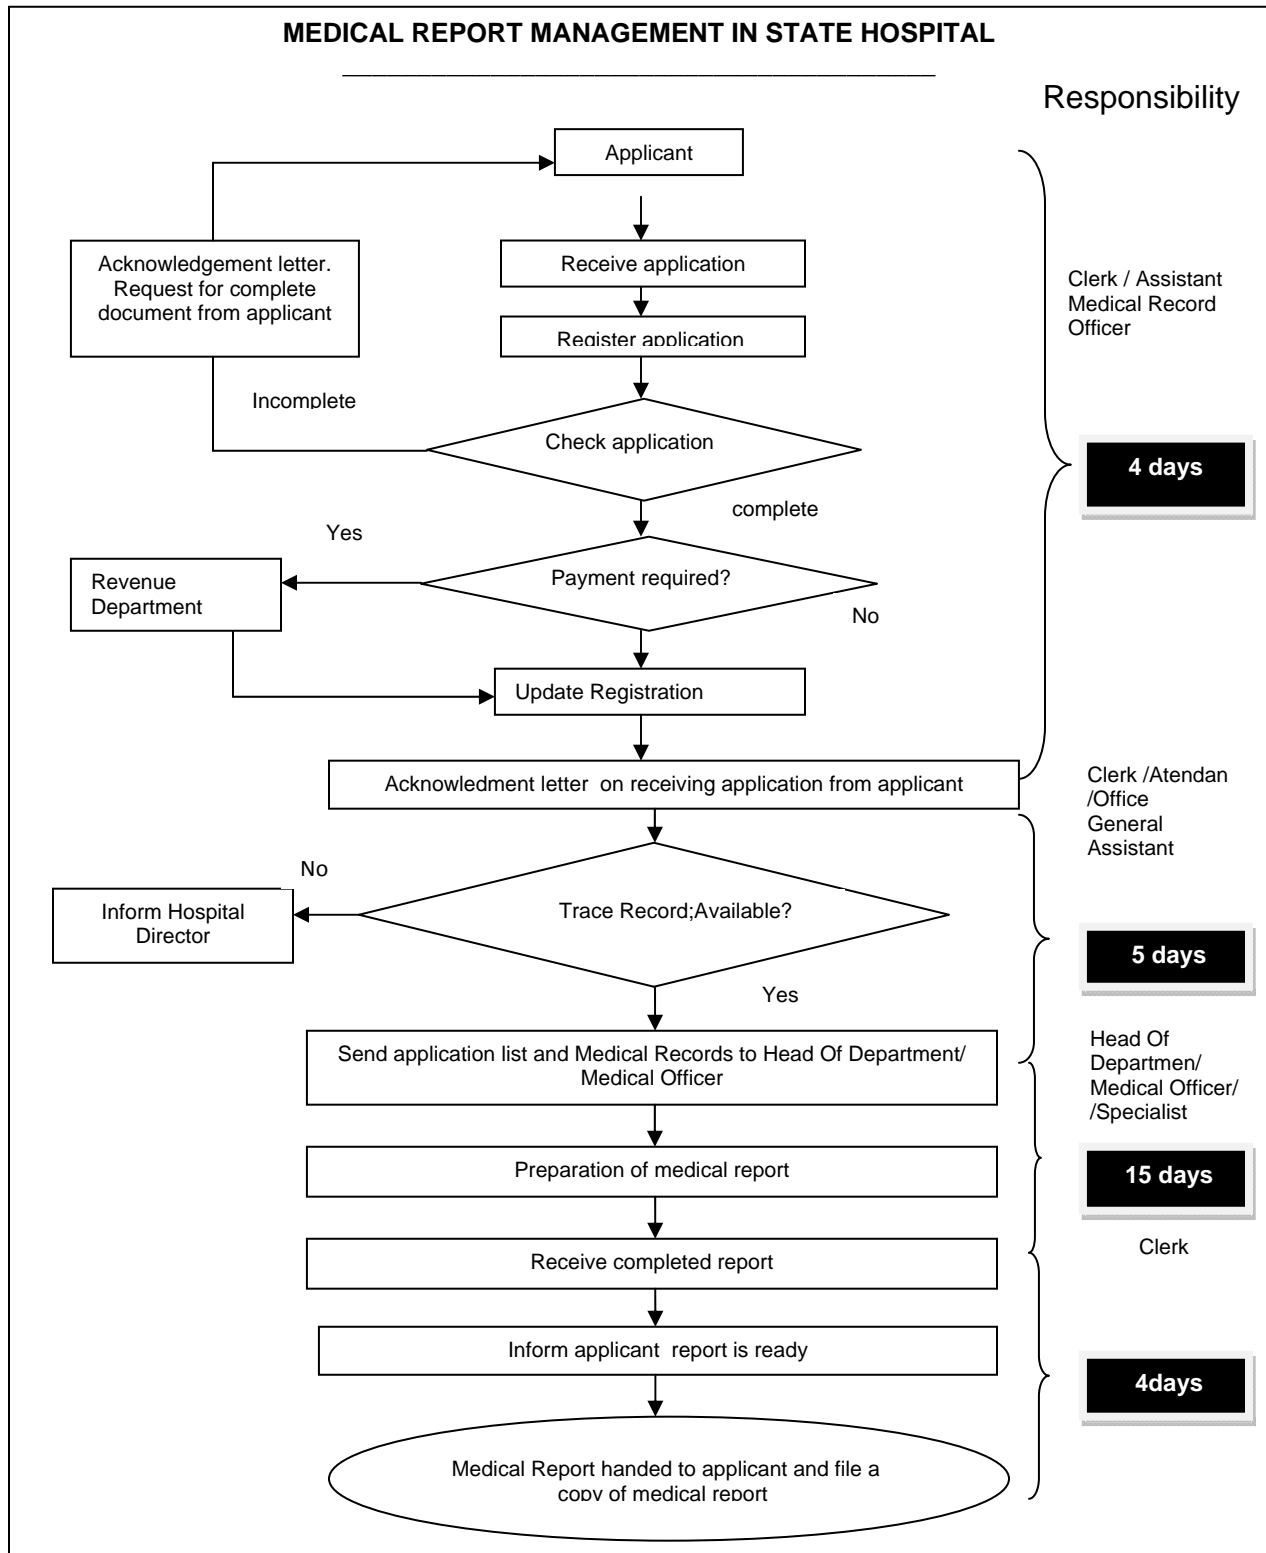 MEDICAL REPORT MANAGEMENT IN STATE HOSPITAL
Responsibility
Applicant
Acknowledgement letter.
Request for complete
document from applicant
Receive application
Clerk / Assistant
Medical Record
Officer
Register application
Incomplete
Check application
4 days
complete
Yes
Payment required?
Revenue
Department
No
Update Registration
Acknowledment letter on receiving application from applicant
Clerk /Atendan
/Office
General
Assistant
No
Trace Record;Available?
Inform Hospital
Director
5 days
Yes
Send application list and Medical Records to Head Of Department/
Medical Officer
Head Of
Departmen/
Medical Officer/
/Specialist
Preparation of medical report
15 days
Receive completed report
Clerk
Inform applicant report is ready
4days
Medical Report handed to applicant and file a
copy of medical report